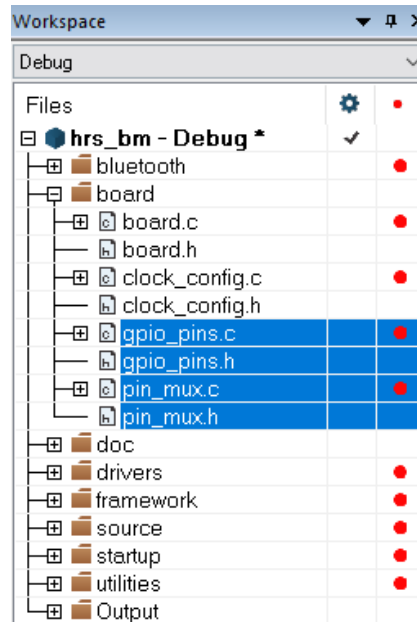 Workspace
Debug
Files
hrs_bm - Debug *
bluetooth
board
board.c
board.h
clock_config.c
clock_config.h
gpio_pins.c
gpio_pins.h
pin_mux.c
pin_mux.h
doc
drivers
framework
source
startup
utilities
Output